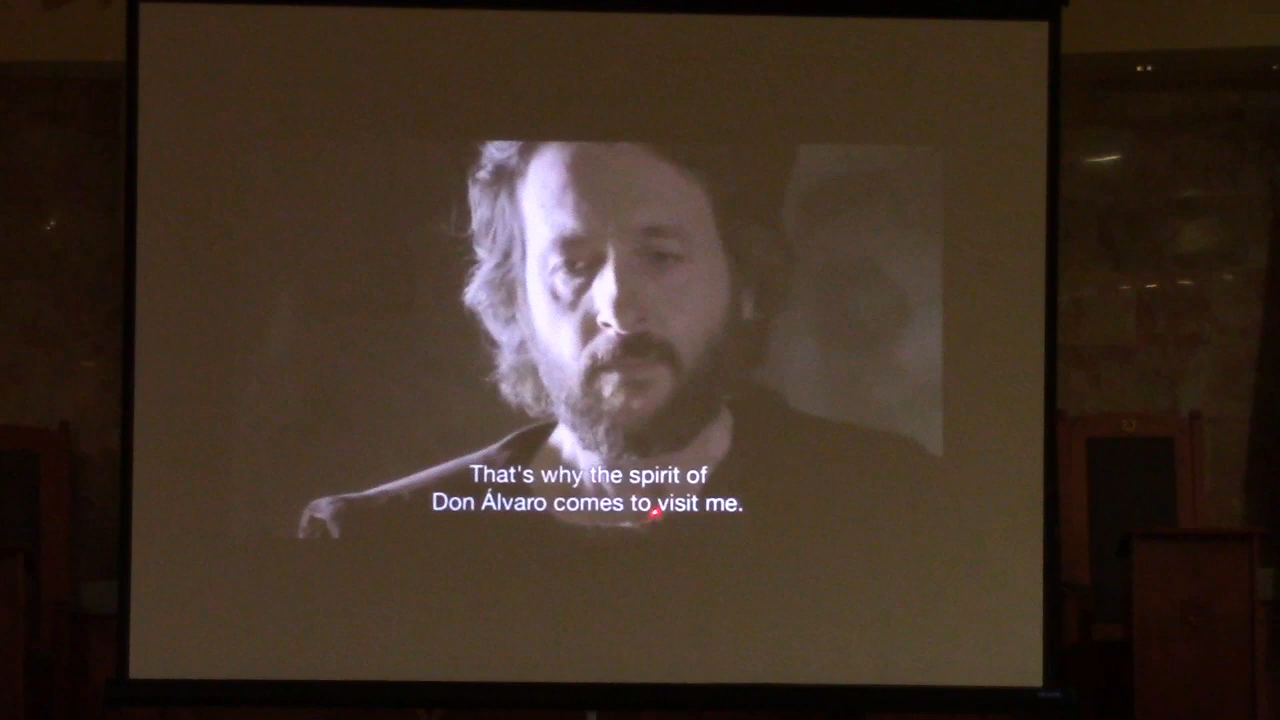 That's why the spirit of
Don Álvaro comes to visit me.